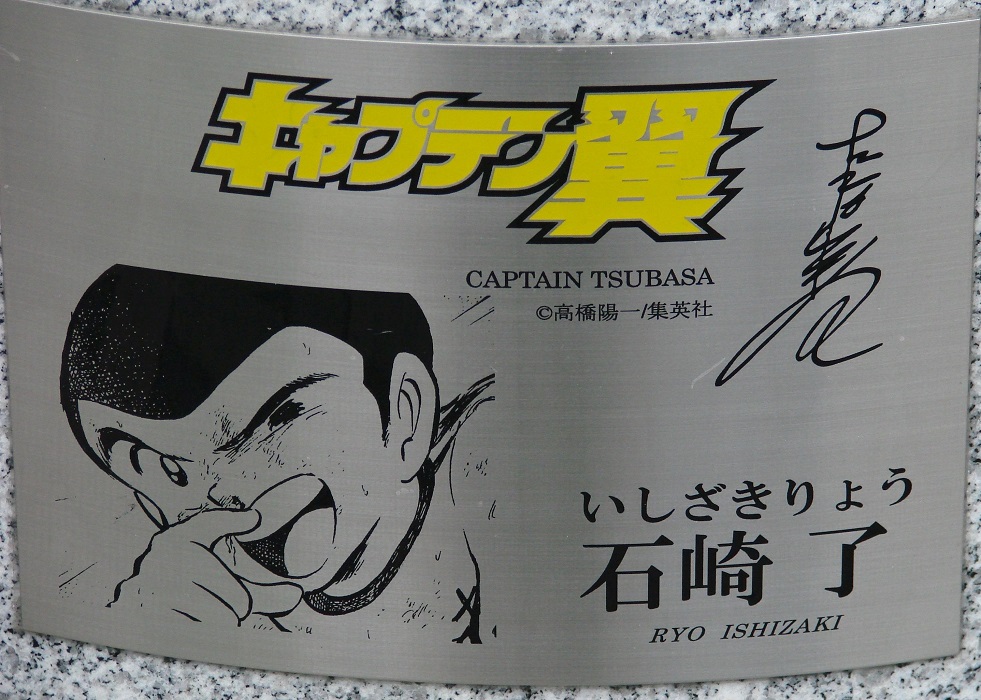 キャプテン翼
CAPTAIN TSUBASA
©高橋陽一/集英社
いしざきりょう
石崎 了
RYO ISHIZAKI